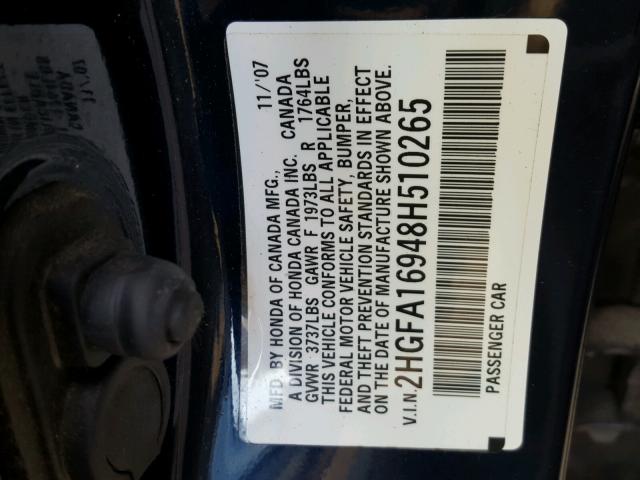 MFD. BY HONDA OF CANADA MFG., 11/'07
A DIVISION OF HONDA CANADA INC. CANADA
GVWR 3737LBS GAWR F 1973LBS R 1764LBS
THIS VEHICLE CONFORMS TO ALL APPLICABLE
FEDERAL MOTOR VEHICLE SAFETY, BUMPER,
AND THEFT PREVENTION STANDARDS IN EFFECT
ON THE DATE OF MANUFACTURE SHOWN ABOVE.
V.I.N. 2HGFA16948H510265
PASSENGER CAR